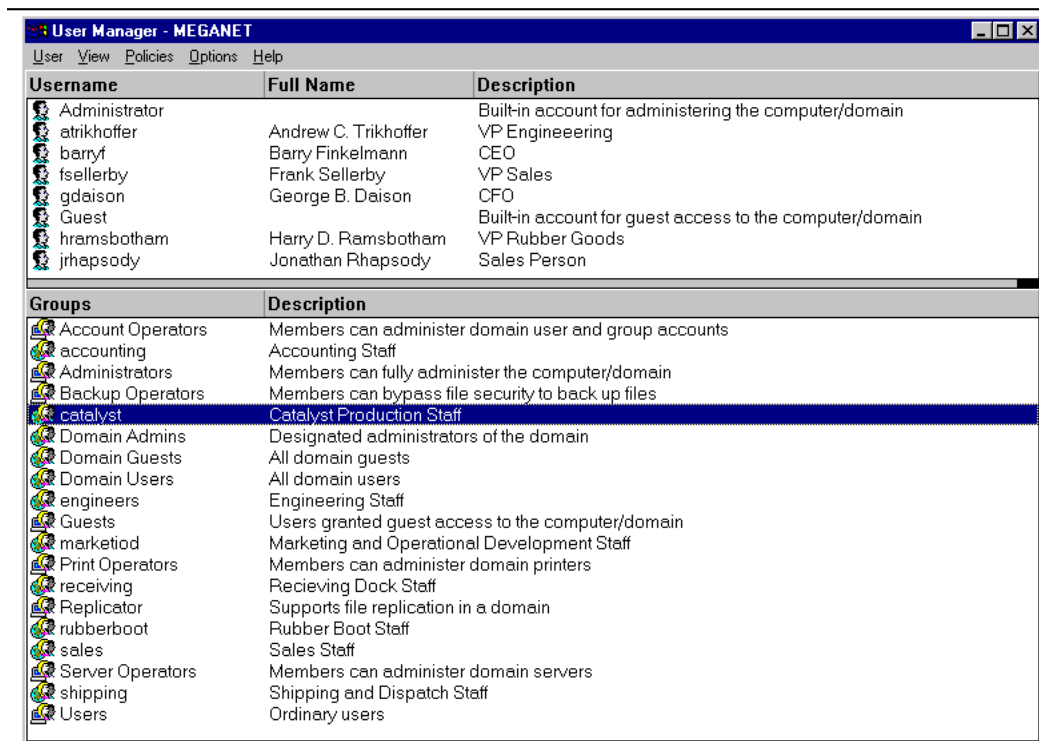 User Manager - MEGANET
User View Policies Options Help
Username Full Name Description
Administrator Built-in account for administering the computer/domain
atrikhoffer Andrew C. Trikhoffer VP Engineeering
barryf Barry Finkelmann CEO
fsellerby Frank Sellerby VP Sales
gdaison George B. Daison CFO
Guest Built-in account for guest access to the computer/domain
hramsbotham Harry D. Ramsbotham VP Rubber Goods
jrhapsody Jonathan Rhapsody Sales Person
Groups Description
Account Operators Members can administer domain user and group accounts
accounting Accounting Staff
Administrators Members can fully administer the computer/domain
Backup Operators Members can bypass file security to back up files
catalyst Catalyst Production Staff
Domain Admins Designated administrators of the domain
Domain Guests All domain guests
Domain Users All domain users
engineers Engineering Staff
Guests Users granted guest access to the computer/domain
marketiod Marketing and Operational Development Staff
Print Operators Members can administer domain printers
receiving Recieving Dock Staff
Replicator Supports file replication in a domain
rubberboot Rubber Boot Staff
sales Sales Staff
Server Operators Members can administer domain servers
shipping Shipping and Dispatch Staff
Users Ordinary users